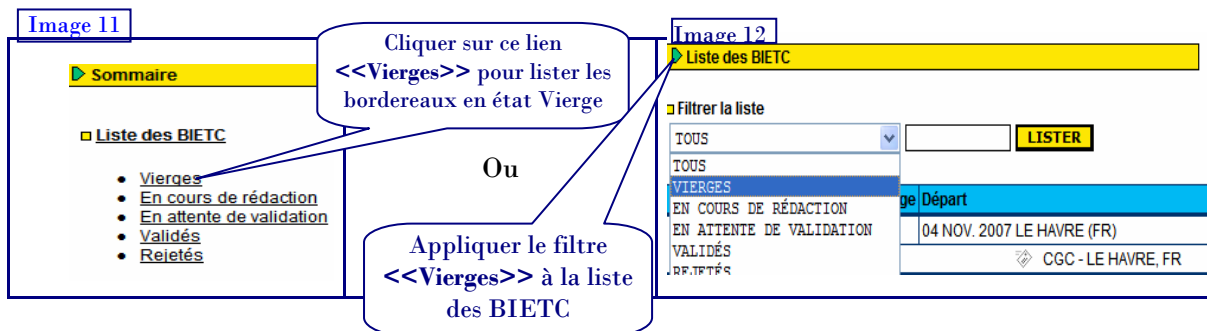 Image 11
Sommaire
Liste des BIETC
Vierges
En cours de rédaction
En attente de validation
Validés
Rejetés
Cliquer sur ce lien
<<Vierges>> pour lister les
bordereaux en état Vierge
Ou
Appliquer le filtre
<<Vierges>> à la liste
des BIETC
Image 12
Liste des BIETC
Filtrer la liste
TOUS
LISTER
TOUS
VIERGES
EN COURS DE RÉDACTION
EN ATTENTE DE VALIDATION
VALIDÉS
REJETÉS
ge Départ
04 NOV. 2007 LE HAVRE (FR)
CGC - LE HAVRE, FR